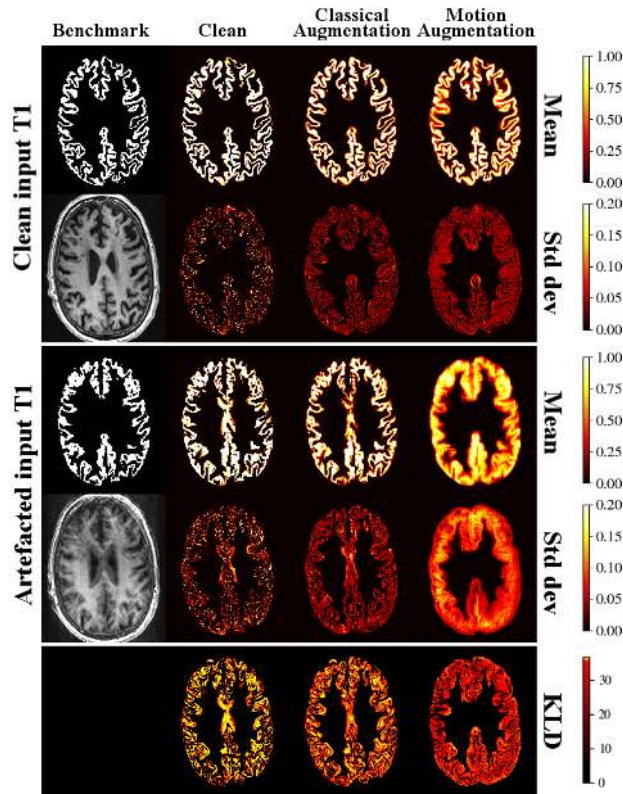 Benchmark
Clean
Classical
Augmentation
Motion
Augmentation
Clean input T1
Mean
1.00
0.75
0.50
0.25
0.00
Std dev
0.20
0.15
0.10
0.05
0.00
Artefacted input T1
Mean
1.00
0.75
0.50
0.25
0.00
Std dev
0.20
0.15
0.10
0.05
0.00
KLD
30
20
10
0